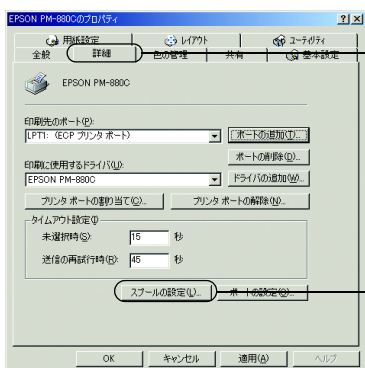 EPSON PM-880Cのプロパティ
用紙設定 レイアウト ユーティリティ
全般 詳細 色の管理 共有 基本設定
EPSON PM-880C
印刷先のポート(P):
LPT1: (ECP プリンタ ポート)
ポートの追加(T)...
ポートの削除(D)...
印刷に使用するドライバ(U):
EPSON PM-880C
ドライバの追加(W)...
プリンタ ポートの割り当て(C)... プリンタ ポートの解除(N)...
タイムアウト設定(I)
未選択時(S): 15 秒
送信の再試行時(R): 45 秒
スプールの設定(L)... ポートの設定(O)...
OK キャンセル 適用(A) ヘルプ